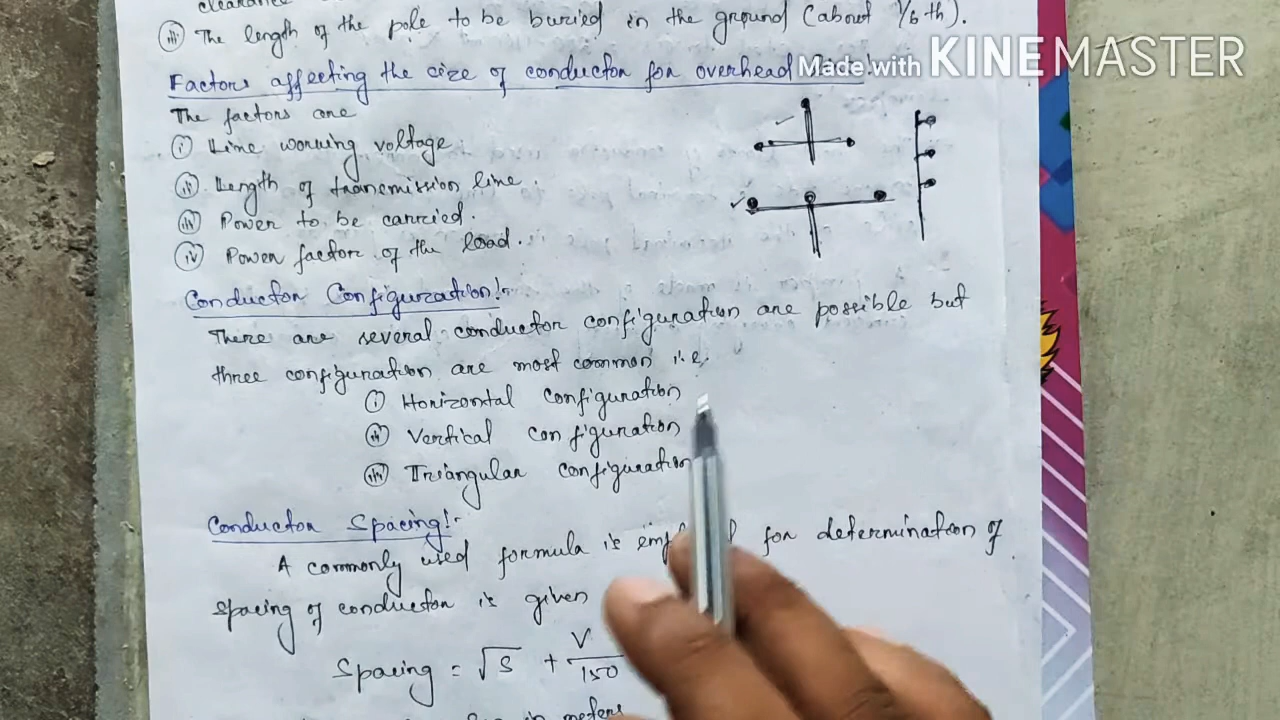 clearance
(iii) The length of the pole to be buried in the ground (about 1/6 th).
Factors affecting the size of conductor for overhead
Made with KINEMASTER
The factors are
(i) Line working voltage
(ii) Length of transmission line.
(iii) Power to be carried.
(iv) Power factor of the load.
Conductor Configuration:-
There are several conductor configuration are possible but
three configuration are most common i.e.
(i) Horizontal configuration
(ii) Vertical configuration
(iii) Triangular configuration
Conductor Spacing:-
A commonly used formula is for determination of
spacing of conductor is given
Spacing = √S + V/150
in meters